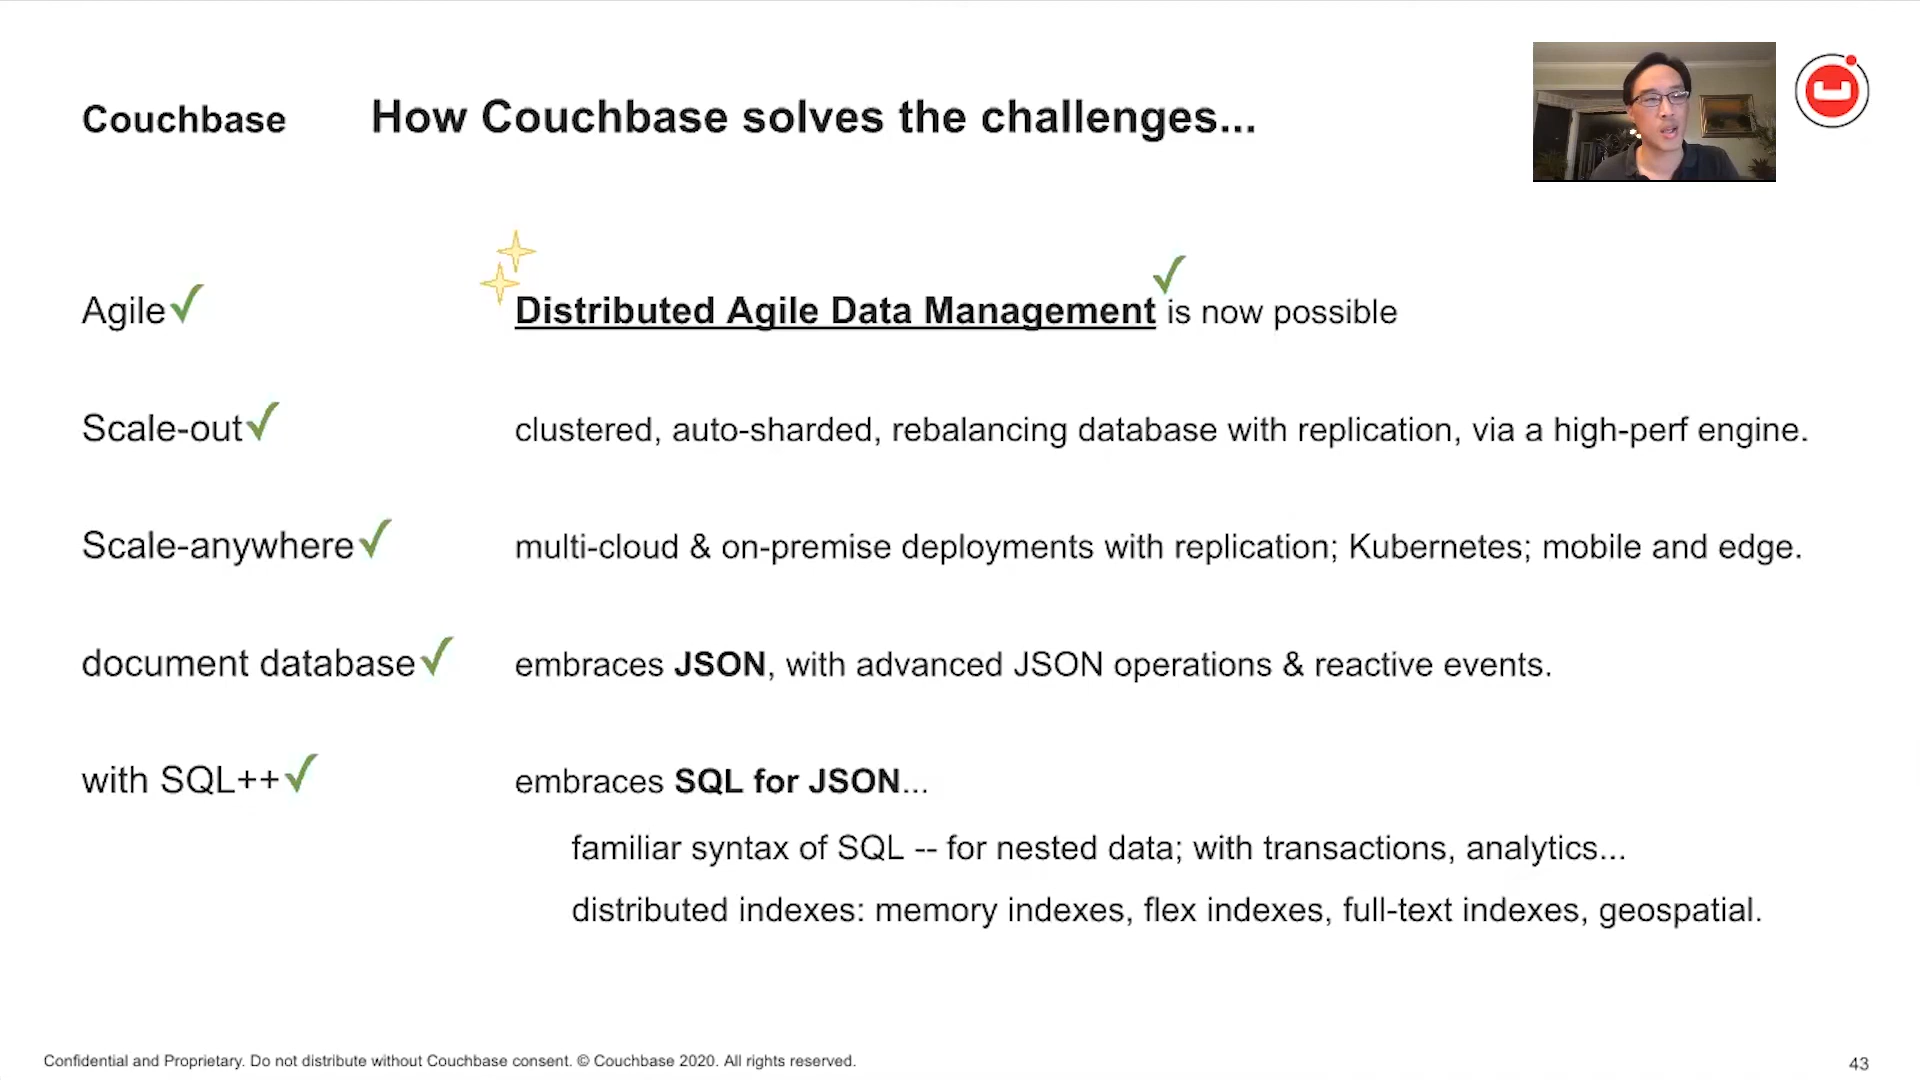 Couchbase How Couchbase solves the challenges...
Agile✓ Distributed Agile Data Management✓ is now possible
Scale-out✓ clustered, auto-sharded, rebalancing database with replication, via a high-perf engine.
Scale-anywhere✓ multi-cloud & on-premise deployments with replication; Kubernetes; mobile and edge.
document database✓ embraces JSON, with advanced JSON operations & reactive events.
with SQL++✓ embraces SQL for JSON...
familiar syntax of SQL -- for nested data; with transactions, analytics...
distributed indexes: memory indexes, flex indexes, full-text indexes, geospatial.
Confidential and Proprietary. Do not distribute without Couchbase consent. © Couchbase 2020. All rights reserved. 43